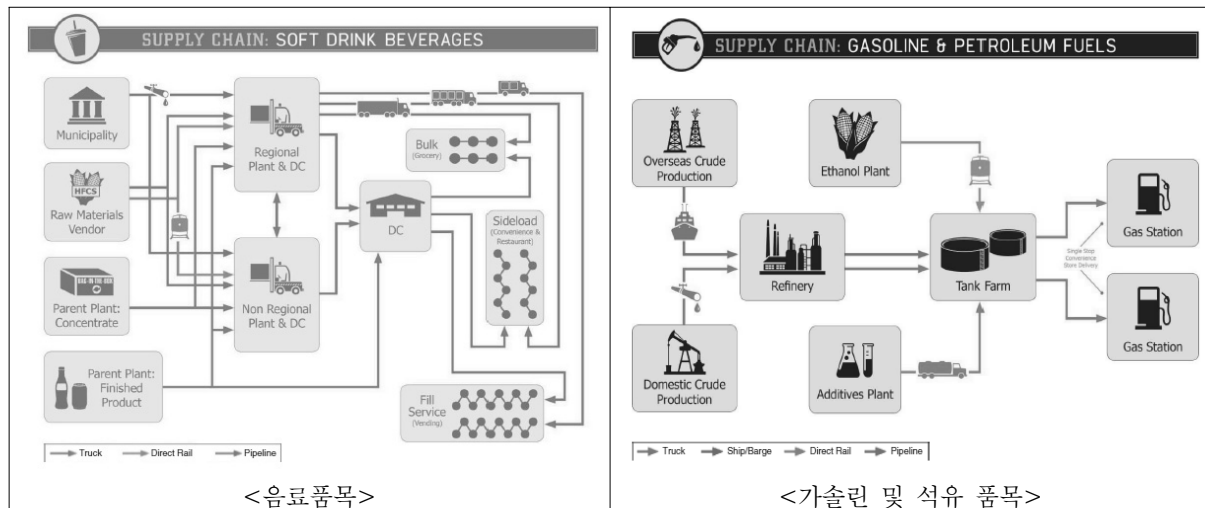 SUPPLY CHAIN: SOFT DRINK BEVERAGES
Municipality
HFCS
Raw Materials
Vendor
BAG-IN-THE-BOX
Parent Plant:
Concentrate
Parent Plant:
Finished
Product
Regional
Plant & DC
Non Regional
Plant & DC
DC
Bulk
(Grocery)
Sideload
(Convenience &
Restaurant)
Fill
Service
(Vending)
Truck
Direct Rail
Pipeline
<음료품목>
SUPPLY CHAIN: GASOLINE & PETROLEUM FUELS
Overseas Crude
Production
Ethanol Plant
Refinery
Tank Farm
Domestic Crude
Production
Additives Plant
Gas Station
Single Stop
Convenience
Store Delivery
Gas Station
Truck
Ship/Barge
Direct Rail
Pipeline
<가솔린 및 석유 품목>